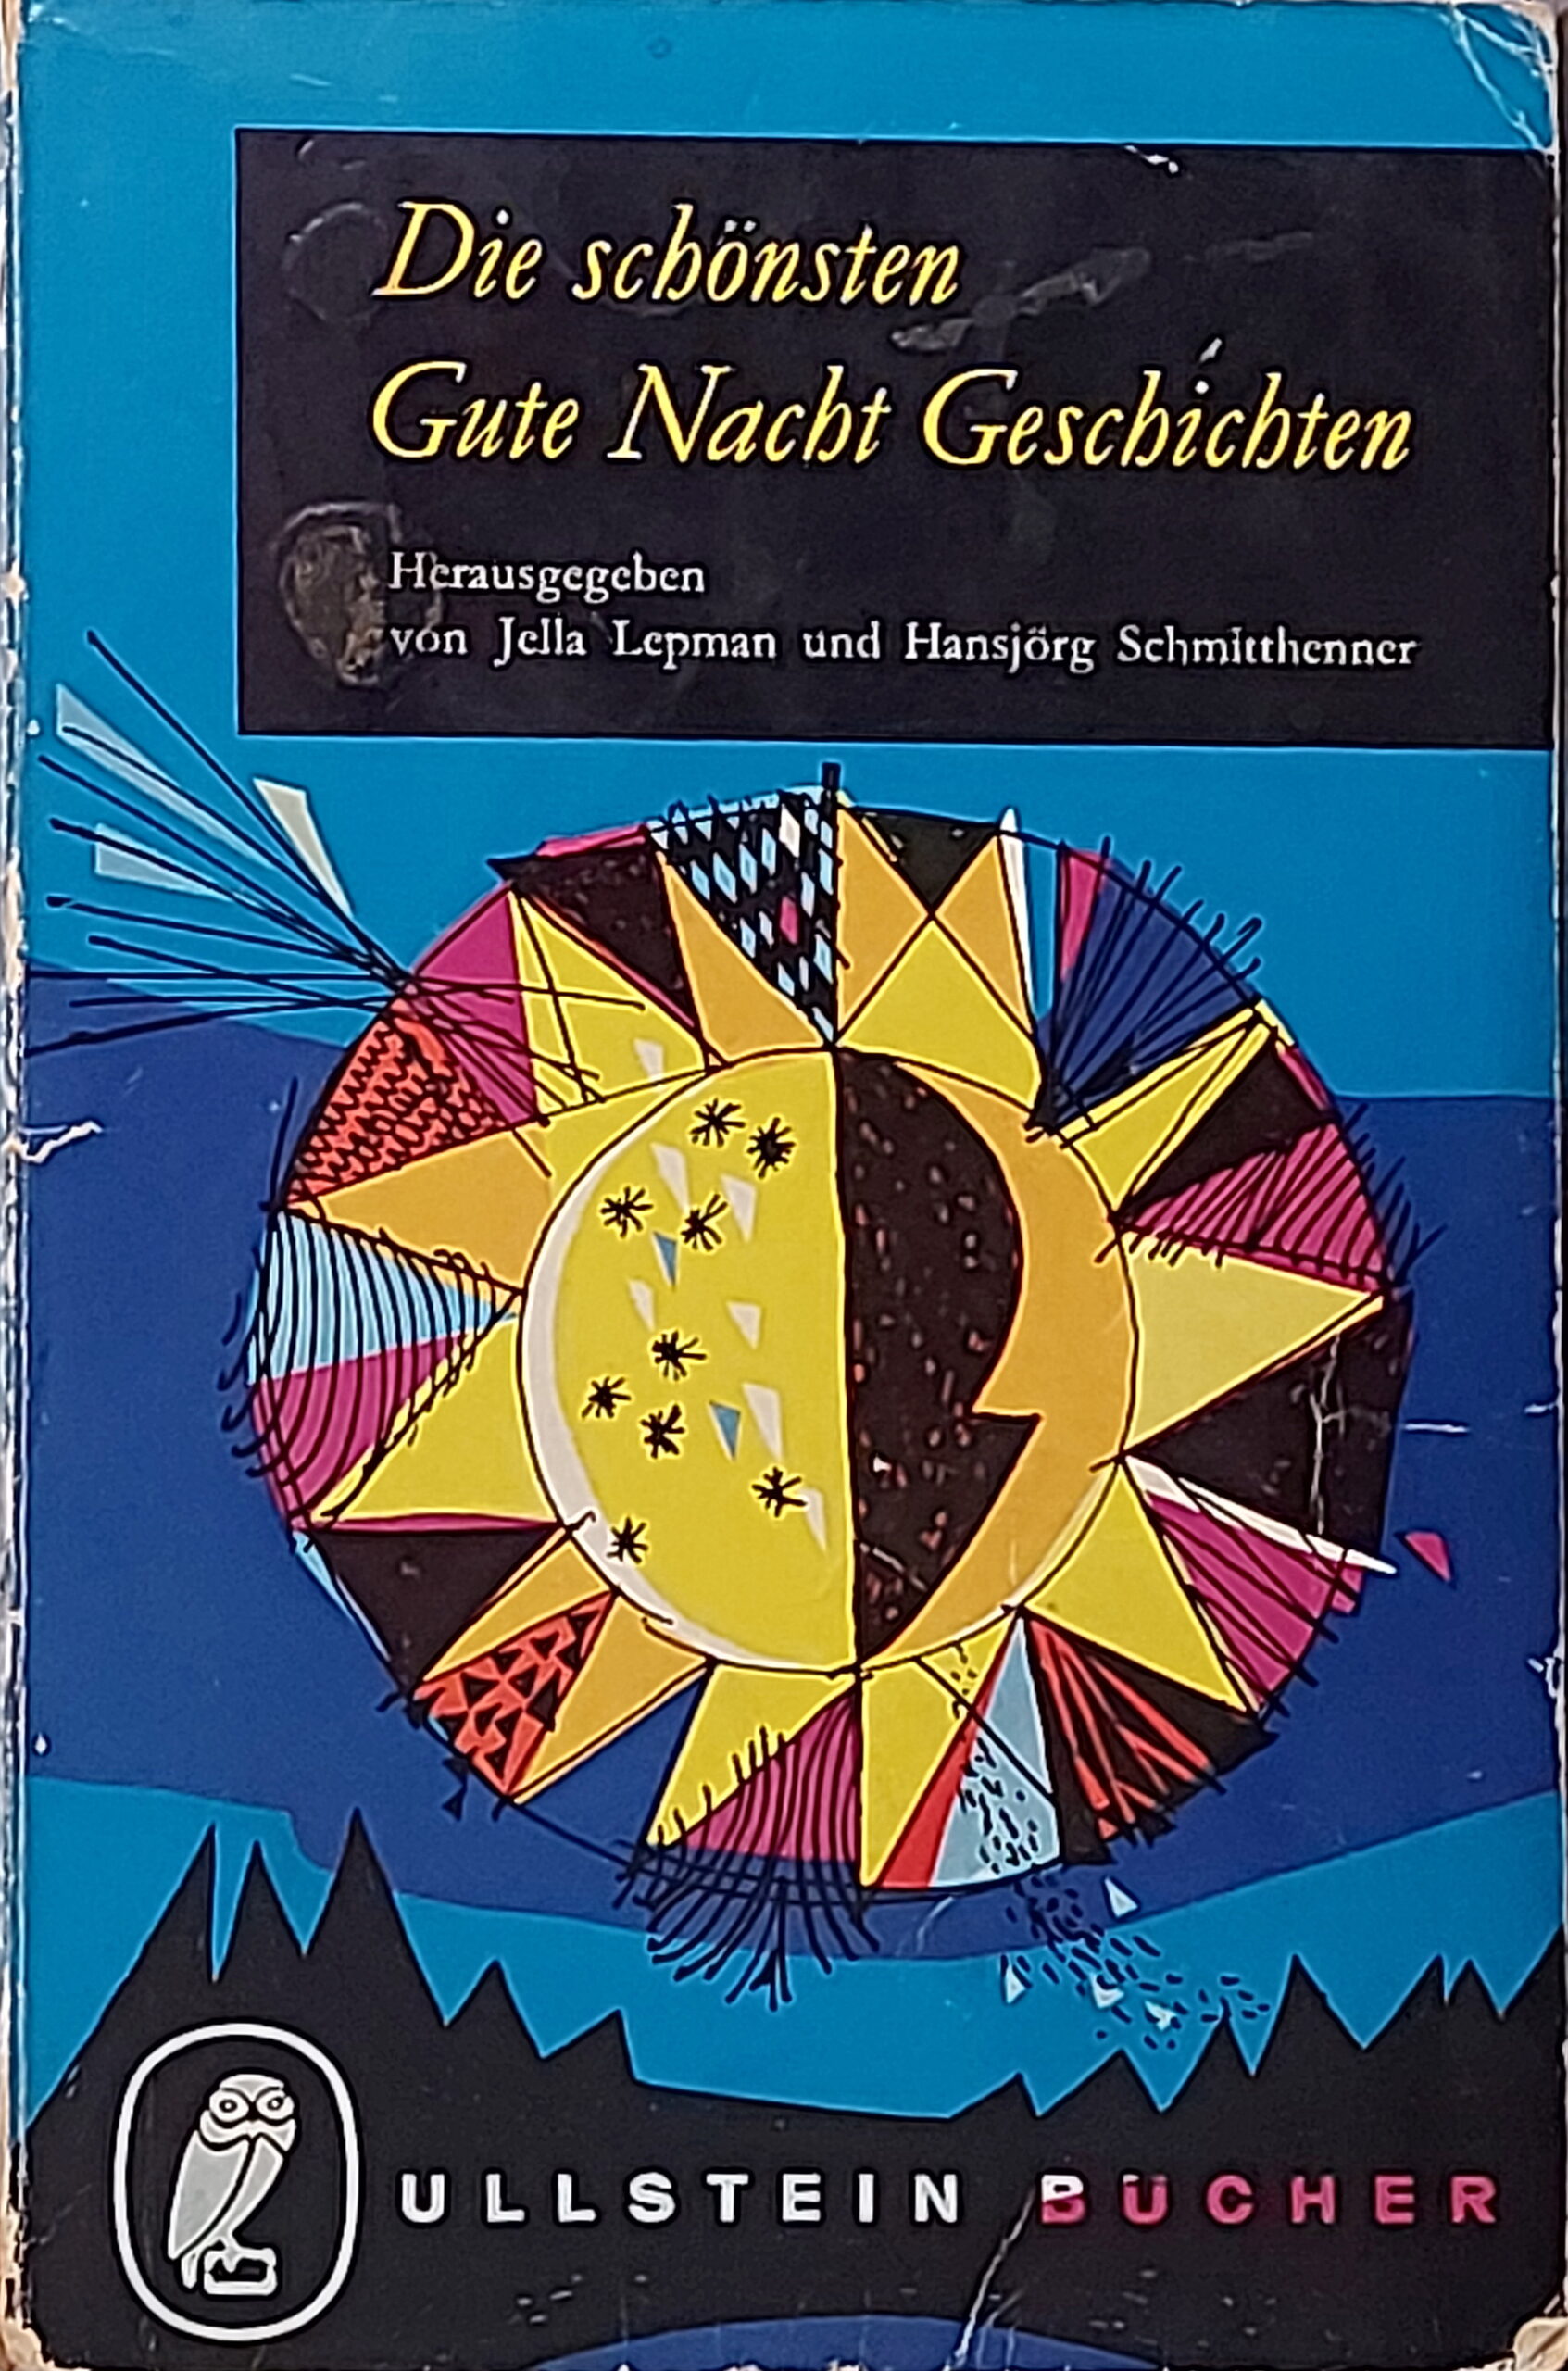 Die schönsten
Gute Nacht Geschichten
Herausgegeben
von Jella Lepman und Hansjörg Schmitthenner
ULLSTEIN BÜCHER